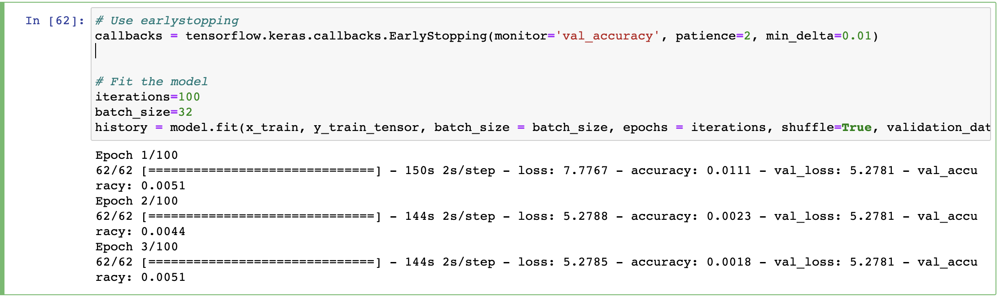 In [62]: # Use earlystopping
callbacks = tensorflow.keras.callbacks.EarlyStopping(monitor='val_accuracy', patience=2, min_delta=0.01)
# Fit the model
iterations=100
batch_size=32
history = model.fit(x_train, y_train_tensor, batch_size = batch_size, epochs = iterations, shuffle=True, validation_dat
Epoch 1/100
62/62 [==============================] - 150s 2s/step - loss: 7.7767 - accuracy: 0.0111 - val_loss: 5.2781 - val_accu
racy: 0.0051
Epoch 2/100
62/62 [==============================] - 144s 2s/step - loss: 5.2788 - accuracy: 0.0023 - val_loss: 5.2781 - val_accu
racy: 0.0044
Epoch 3/100
62/62 [==============================] - 144s 2s/step - loss: 5.2785 - accuracy: 0.0018 - val_loss: 5.2781 - val_accu
racy: 0.0051